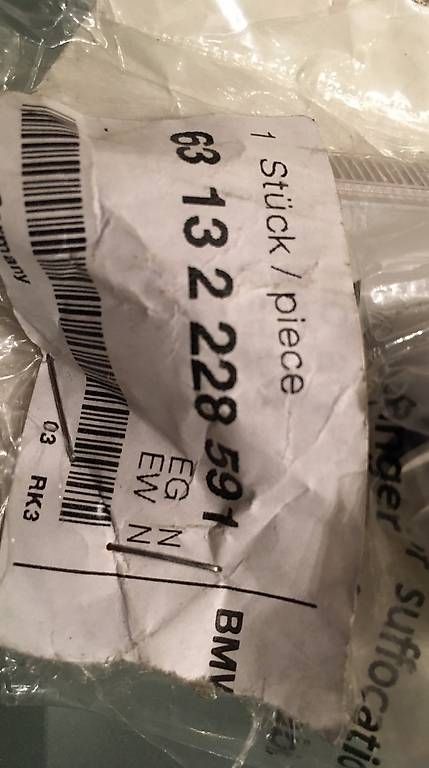 1 Stück / piece
63 13 2 228 591
EG N
EW N
03 RK3
BMW
suffocatio